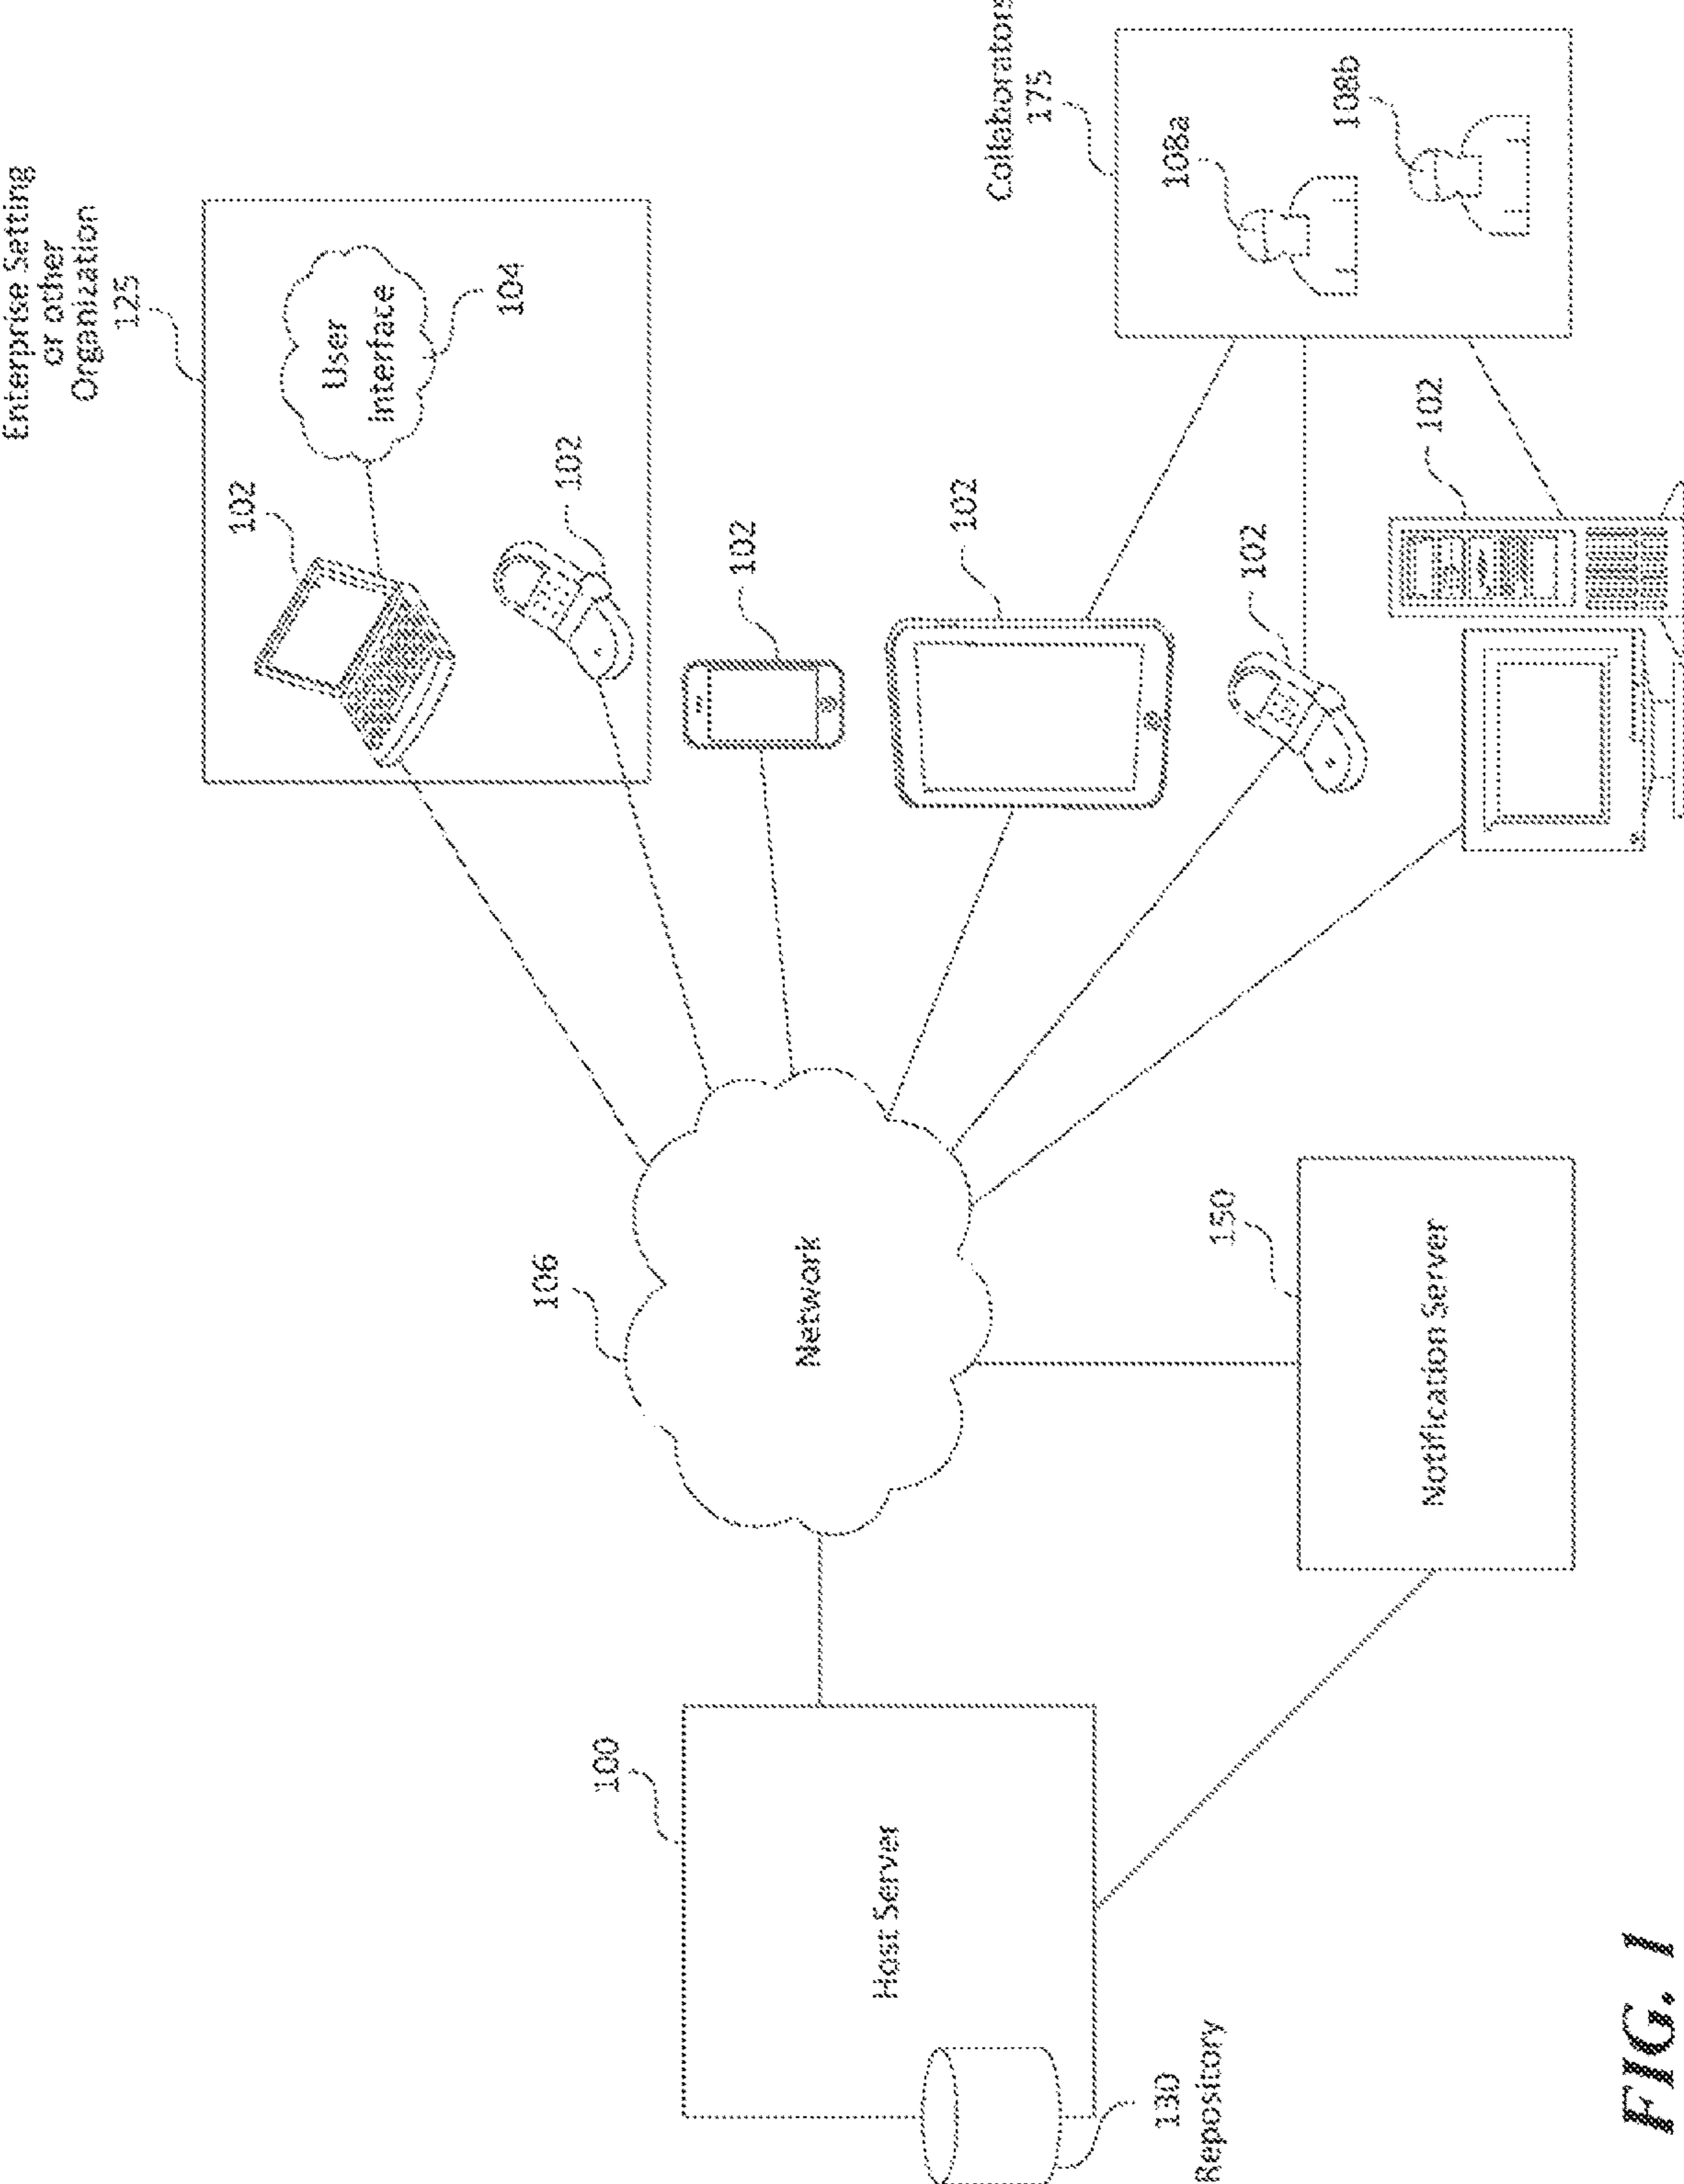 Enterprise Setting
or other
Organization
125
102
User
Interface
104
102
102
102
102
102
Collaborators
175
108a
108b
106
Network
100
Host Server
150
Notification Server
130
Repository
FIG. 1